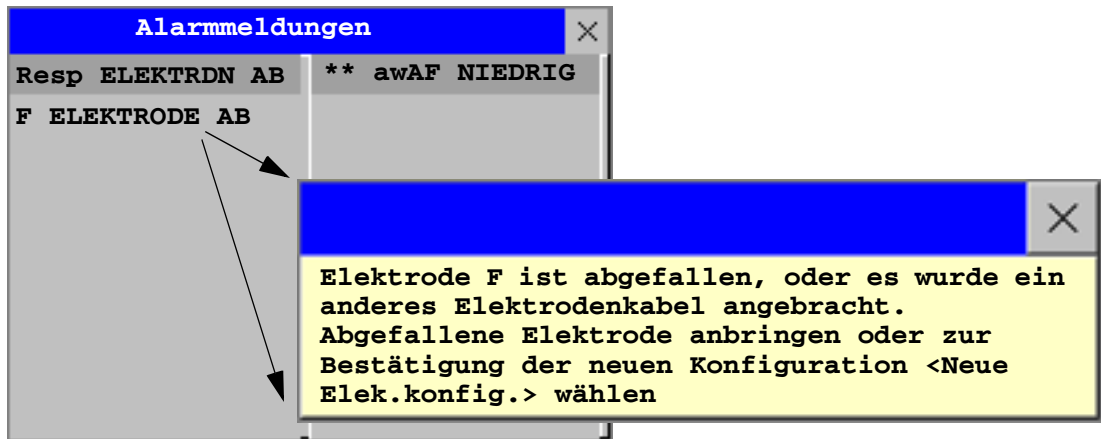 Alarmmeldungen
Resp ELEKTRDN AB
** awAF NIEDRIG
F ELEKTRODE AB
Elektrode F ist abgefallen, oder es wurde ein
anderes Elektrodenkabel angebracht.
Abgefallene Elektrode anbringen oder zur
Bestätigung der neuen Konfiguration <Neue
Elek.konfig.> wählen